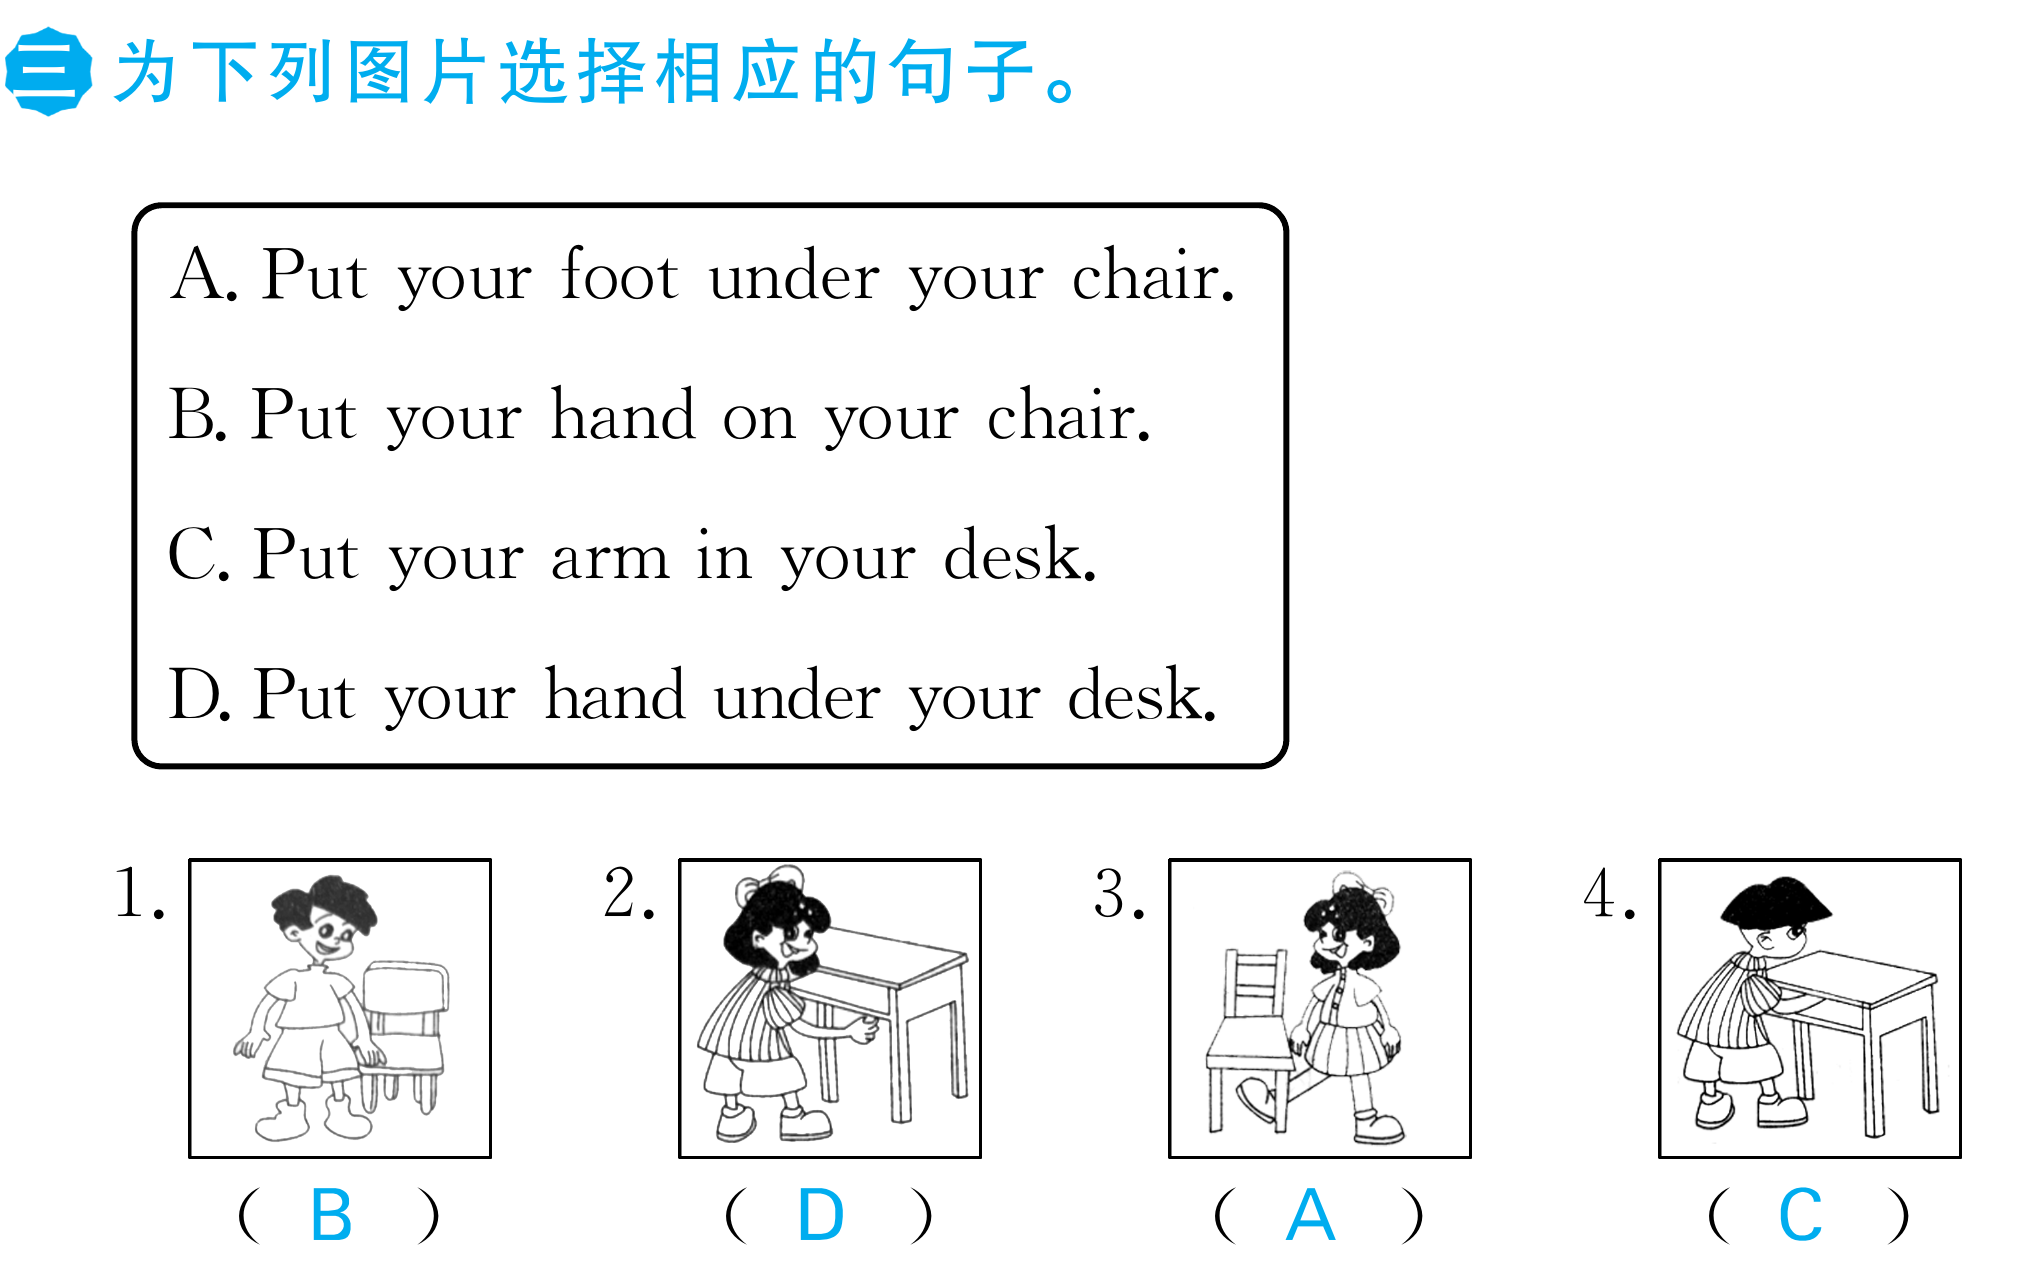 三 为下列图片选择相应的句子。
A. Put your foot under your chair.
B. Put your hand on your chair.
C. Put your arm in your desk.
D. Put your hand under your desk.
1. 2. 3. 4.
( B ) ( D ) ( A ) ( C )